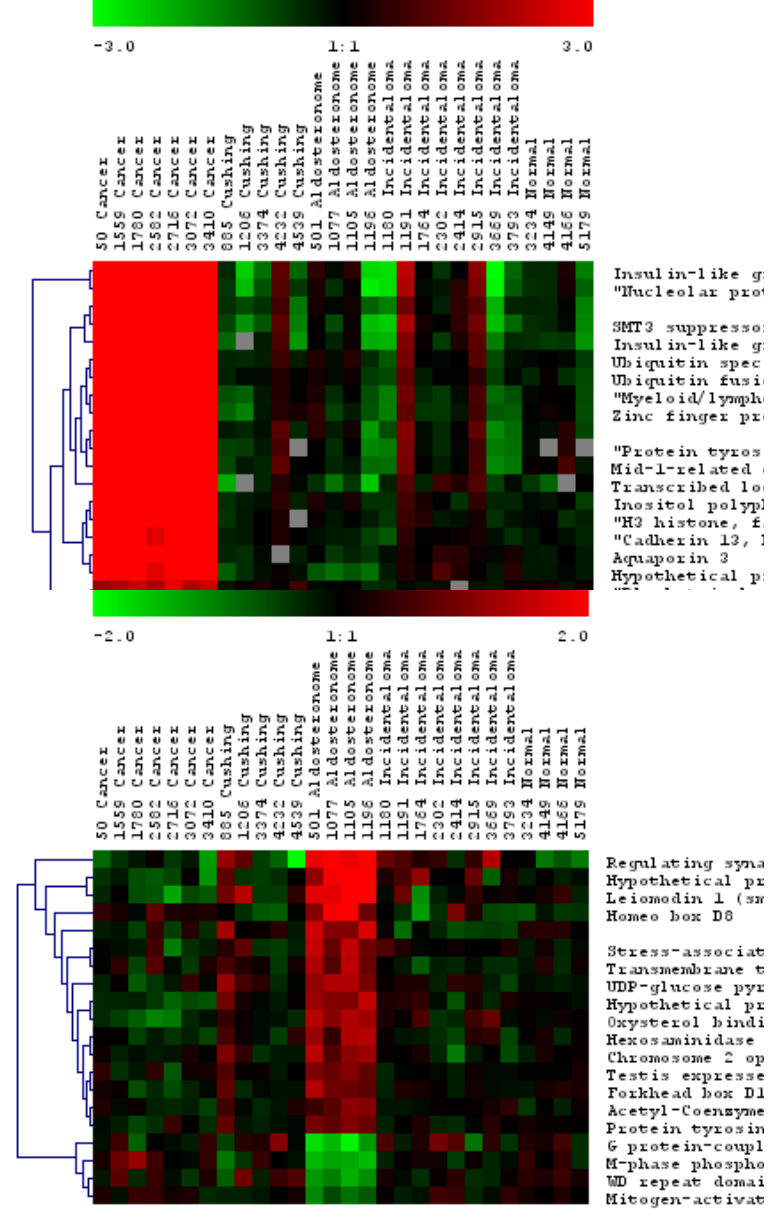 -3.0 1:1 3.0
50 Cancer
1559 Cancer
1780 Cancer
2582 Cancer
2716 Cancer
3072 Cancer
3410 Cancer
885 Cushing
1206 Cushing
3374 Cushing
4232 Cushing
4539 Cushing
501 Aldosteronome
1077 Aldosteronome
1105 Aldosteronome
1196 Aldosteronome
1180 Incidentaloma
1191 Incidentaloma
1764 Incidentaloma
2302 Incidentaloma
2414 Incidentaloma
2915 Incidentaloma
3669 Incidentaloma
3793 Incidentaloma
3234 Normal
4149 Normal
4166 Normal
5179 Normal
Insulin-like g
"Nucleolar prot
SMT3 suppressor
Insulin-like g
Ubiquitin spec
Ubiquitin fusi
"Myeloid/lymph
Zinc finger pr
"Protein tyros
Mid-1-related
Transcribed lo
Inositol polyp
"H3 histone, f
"Cadherin 13,
Aquaporin 3
Hypothetical p
-2.0 1:1 2.0
50 Cancer
1559 Cancer
1780 Cancer
2582 Cancer
2716 Cancer
3072 Cancer
3410 Cancer
885 Cushing
1206 Cushing
3374 Cushing
4232 Cushing
4539 Cushing
501 Aldosteronome
1077 Aldosteronome
1105 Aldosteronome
1196 Aldosteronome
1180 Incidentaloma
1191 Incidentaloma
1764 Incidentaloma
2302 Incidentaloma
2414 Incidentaloma
2915 Incidentaloma
3669 Incidentaloma
3793 Incidentaloma
3234 Normal
4149 Normal
4166 Normal
5179 Normal
Regulating syna
Hypothetical pr
Leiomodin 1 (sm
Homeo box D8
Stress-associat
Transmembrane t
UDP-glucose pyr
Hypothetical pr
Oxysterol bindi
Hexosaminidase
Chromosome 2 op
Testis expresse
Forkhead box D1
Acetyl-Coenzyme
Protein tyrosin
G protein-coupl
M-phase phospho
WD repeat domai
Mitogen-activat